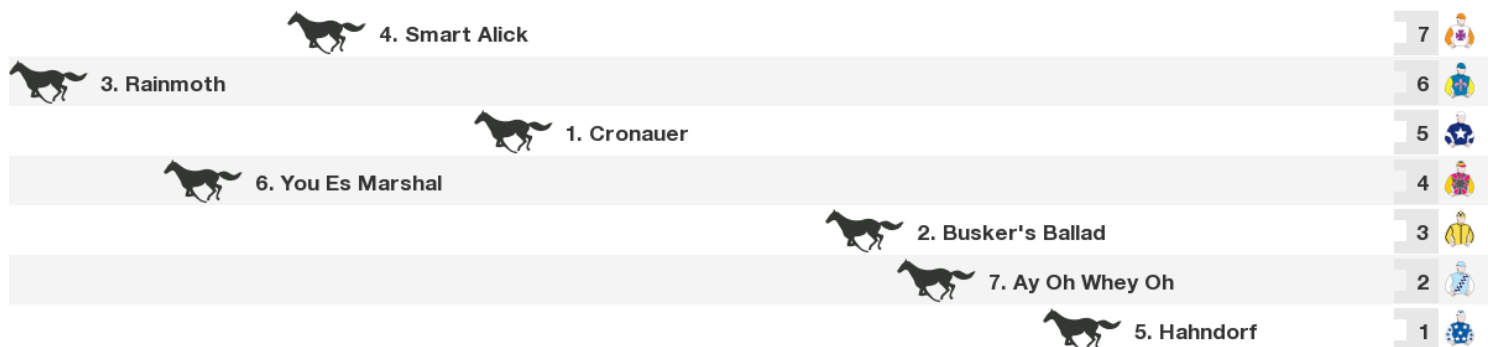 4. Smart Alick 7
3. Rainmoth 6
1. Cronauer 5
6. You Es Marshal 4
2. Busker's Ballad 3
7. Ay Oh Whey Oh 2
5. Hahndorf 1